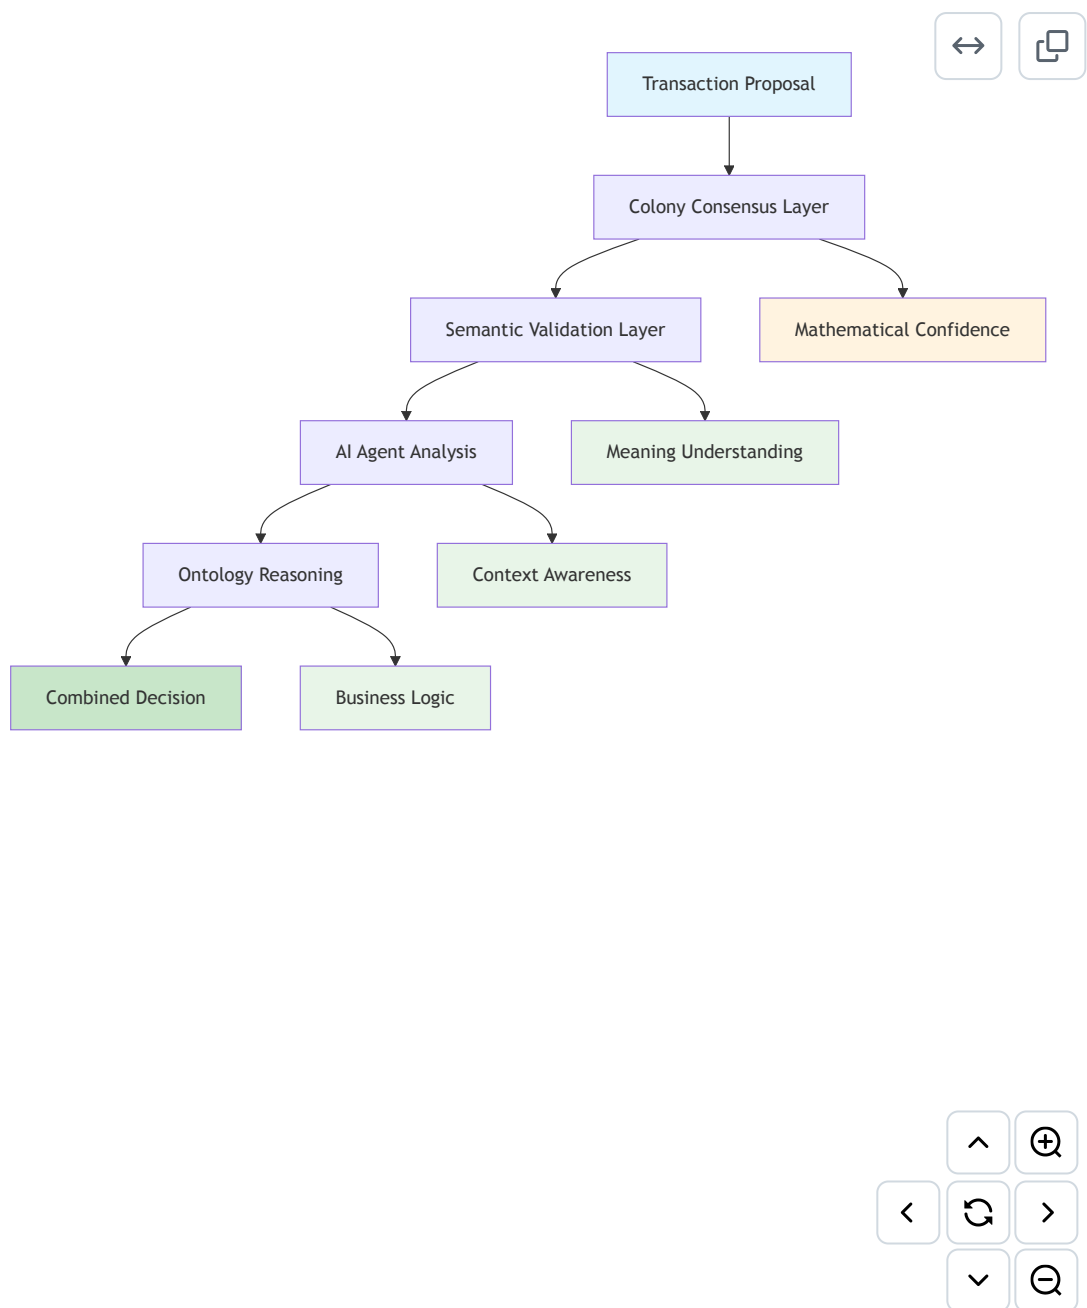 Transaction Proposal
Colony Consensus Layer
Semantic Validation Layer
Mathematical Confidence
AI Agent Analysis
Meaning Understanding
Ontology Reasoning
Context Awareness
Combined Decision
Business Logic